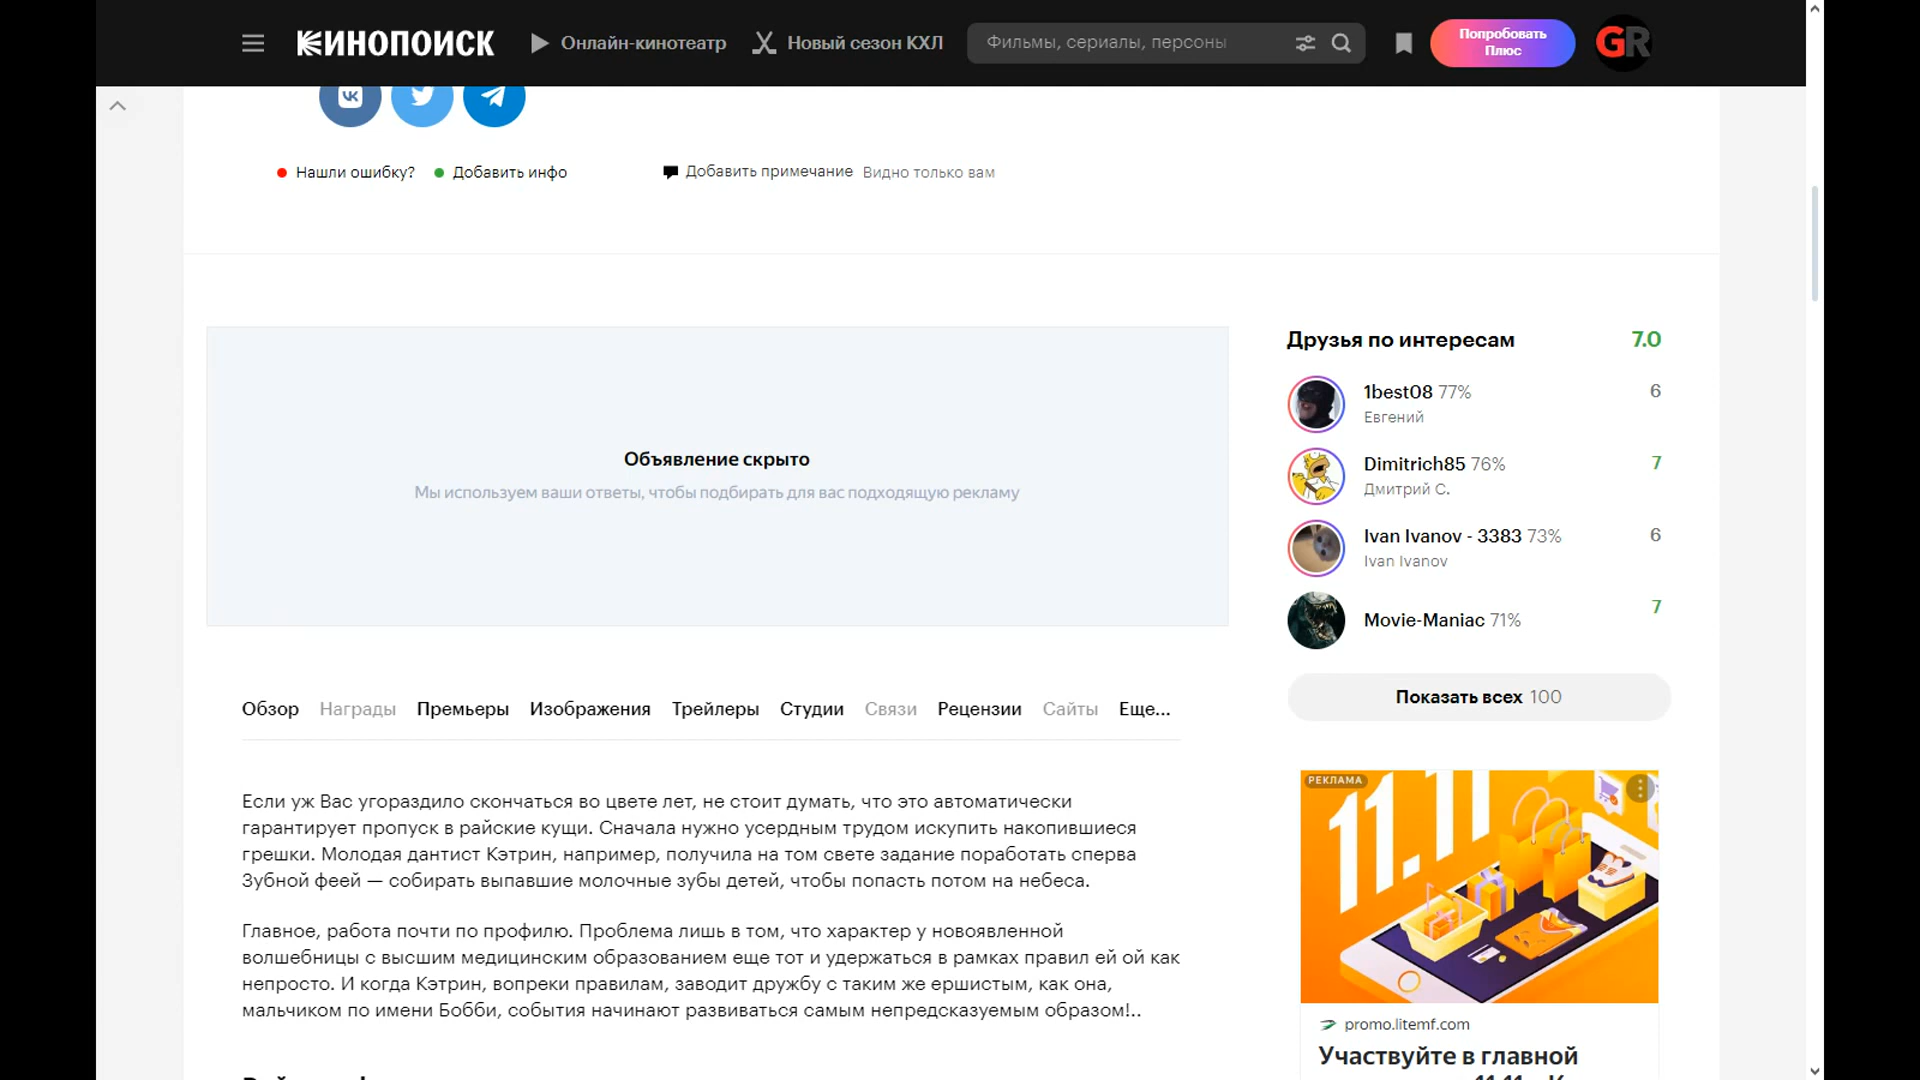 КИНОПОИСК
Онлайн-кинотеатр
Новый сезон КХЛ
Фильмы, сериалы, персоны
Попробовать
Плюс
GR
Нашли ошибку?
Добавить инфо
Добавить примечание Видно только вам
Объявление скрыто
Мы используем ваши ответы, чтобы подбирать для вас подходящую рекламу
Друзья по интересам 7.0
1best08 77% 6
Евгений
Dimitrich85 76% 7
Дмитрий С.
Ivan Ivanov - 3383 73% 6
Ivan Ivanov
Movie-Maniac 71% 7
Показать всех 100
Обзор Награды Премьеры Изображения Трейлеры Студии Связи Рецензии Сайты Еще...
Если уж Вас угораздило скончаться во цвете лет, не стоит думать, что это автоматически
гарантирует пропуск в райские кущи. Сначала нужно усердным трудом искупить накопившиеся
грешки. Молодая дантист Кэтрин, например, получила на том свете задание поработать сперва
Зубной феей — собирать выпавшие молочные зубы детей, чтобы попасть потом на небеса.
Главное, работа почти по профилю. Проблема лишь в том, что характер у новоявленной
волшебницы с высшим медицинским образованием еще тот и удержаться в рамках правил ей ой как
непросто. И когда Кэтрин, вопреки правилам, заводит дружбу с таким же ершистым, как она,
мальчиком по имени Бобби, события начинают развиваться самым непредсказуемым образом!..
РЕКЛАМА
11.11
promo.litemf.com
Участвуйте в главной